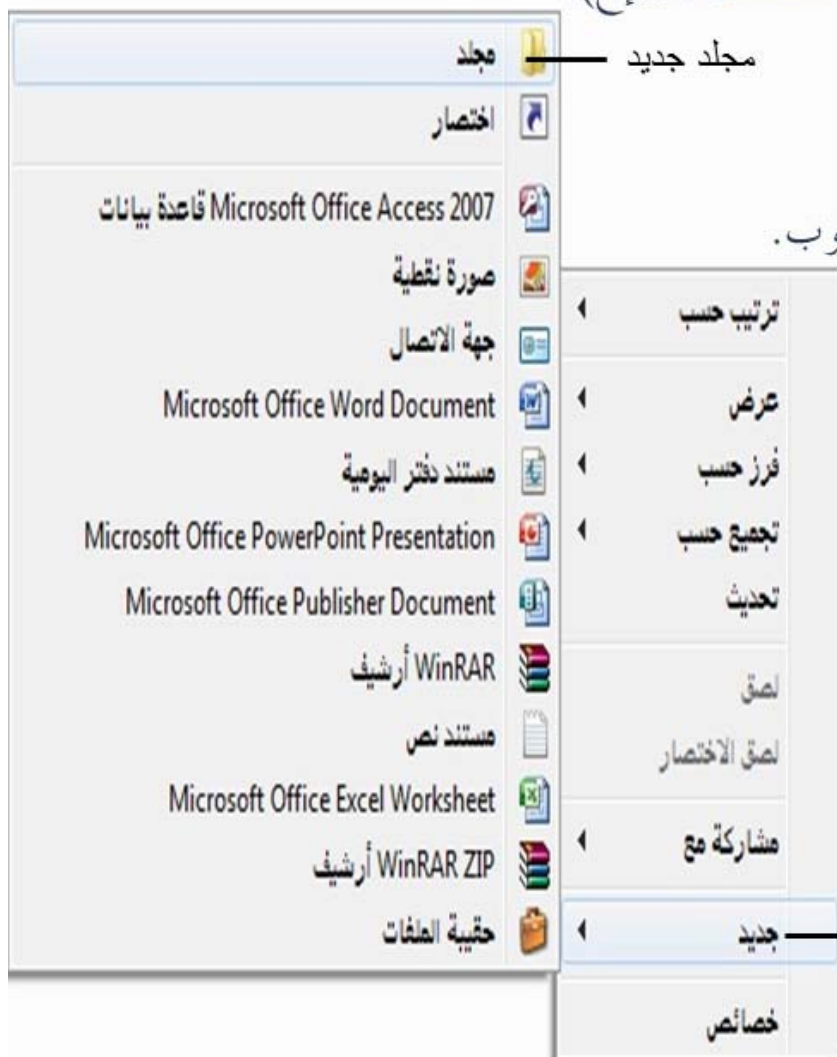 مجلد جديد
مجلد
اختصار
Microsoft Office Access 2007 قاعدة بيانات
صورة نقطية
جهة الاتصال
Microsoft Office Word Document
مستند دفتر اليومية
Microsoft Office PowerPoint Presentation
Microsoft Office Publisher Document
WinRAR أرشيف
مستند نص
Microsoft Office Excel Worksheet
WinRAR ZIP أرشيف
حقيبة الملفات
ترتيب حسب
عرض
فرز حسب
تجميع حسب
تحديث
لصق
لصق الاختصار
مشاركة مع
جديد
خصائص